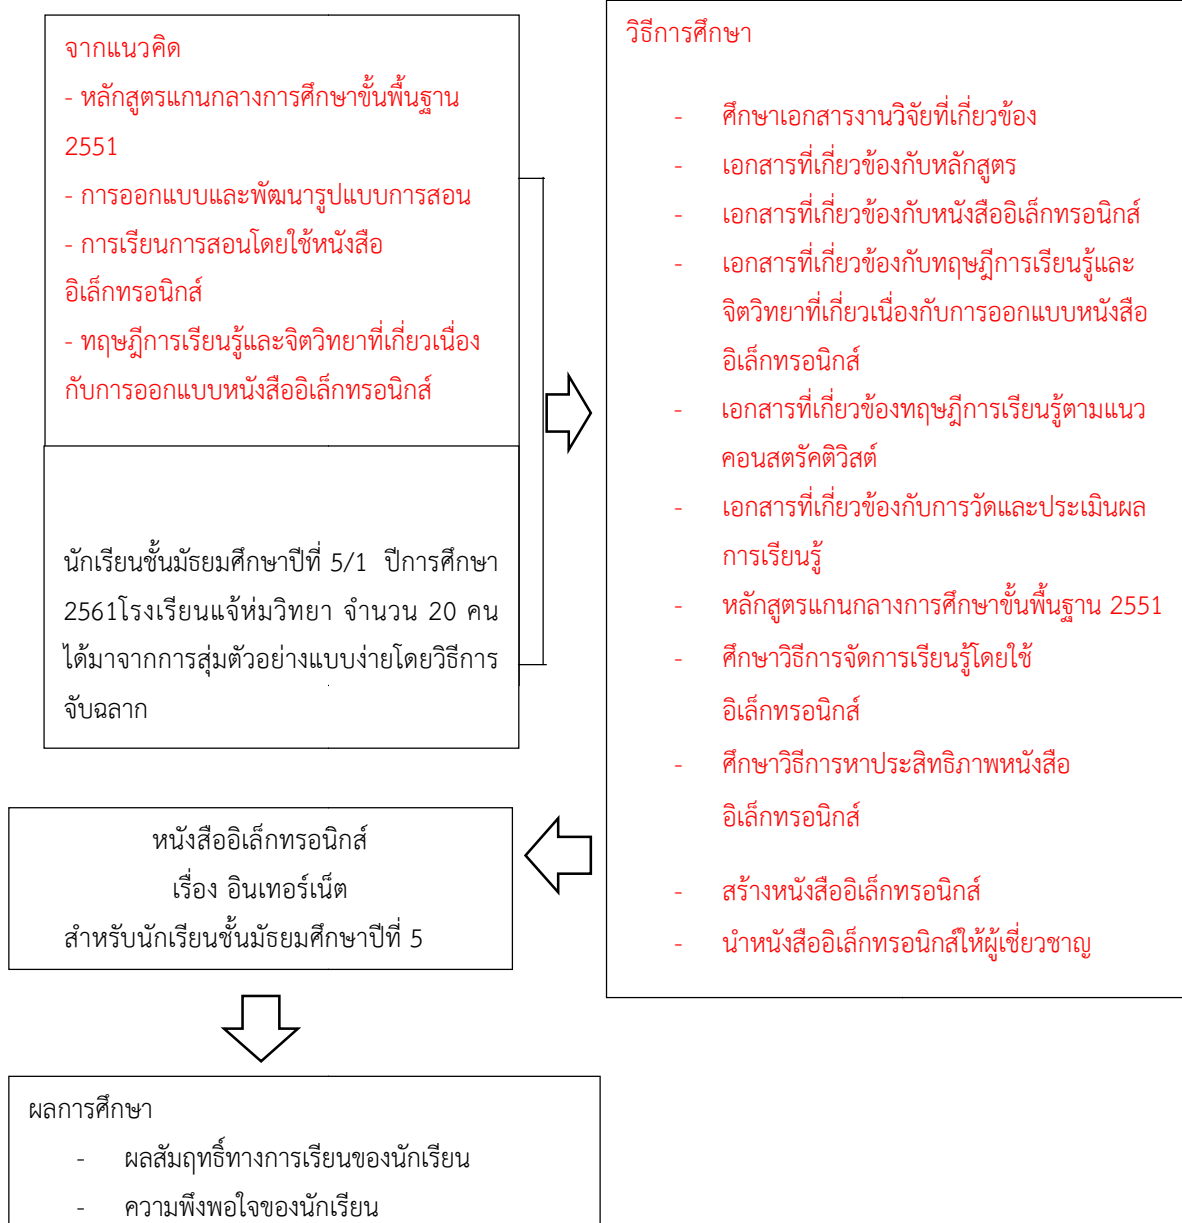 จากแนวคิด
- หลักสูตรแกนกลางการศึกษาขั้นพื้นฐาน
2551
- การออกแบบและพัฒนารูปแบบการสอน
- การเรียนการสอนโดยใช้หนังสือ
อิเล็กทรอนิกส์
- ทฤษฎีการเรียนรู้และจิตวิทยาที่เกี่ยวเนื่อง
กับการออกแบบหนังสืออิเล็กทรอนิกส์
นักเรียนชั้นมัธยมศึกษาปีที่ 5/1 ปีการศึกษา
2561โรงเรียนแจ้ห่มวิทยา จำนวน 20 คน
ได้มาจากการสุ่มตัวอย่างแบบง่ายโดยวิธีการ
จับฉลาก
วิธีการศึกษา
- ศึกษาเอกสารงานวิจัยที่เกี่ยวข้อง
- เอกสารที่เกี่ยวข้องกับหลักสูตร
- เอกสารที่เกี่ยวข้องกับหนังสืออิเล็กทรอนิกส์
- เอกสารที่เกี่ยวข้องกับทฤษฎีการเรียนรู้และ
จิตวิทยาที่เกี่ยวเนื่องกับการออกแบบหนังสือ
อิเล็กทรอนิกส์
- เอกสารที่เกี่ยวข้องทฤษฎีการเรียนรู้ตามแนว
คอนสตรัคติวิสต์
- เอกสารที่เกี่ยวข้องกับการวัดและประเมินผล
การเรียนรู้
- หลักสูตรแกนกลางการศึกษาขั้นพื้นฐาน 2551
- ศึกษาวิธีการจัดการเรียนรู้โดยใช้
อิเล็กทรอนิกส์
- ศึกษาวิธีการหาประสิทธิภาพหนังสือ
อิเล็กทรอนิกส์
- สร้างหนังสืออิเล็กทรอนิกส์
- นำหนังสืออิเล็กทรอนิกส์ให้ผู้เชี่ยวชาญ
หนังสืออิเล็กทรอนิกส์
เรื่อง อินเทอร์เน็ต
สำหรับนักเรียนชั้นมัธยมศึกษาปีที่ 5
ผลการศึกษา
- ผลสัมฤทธิ์ทางการเรียนของนักเรียน
- ความพึงพอใจของนักเรียน